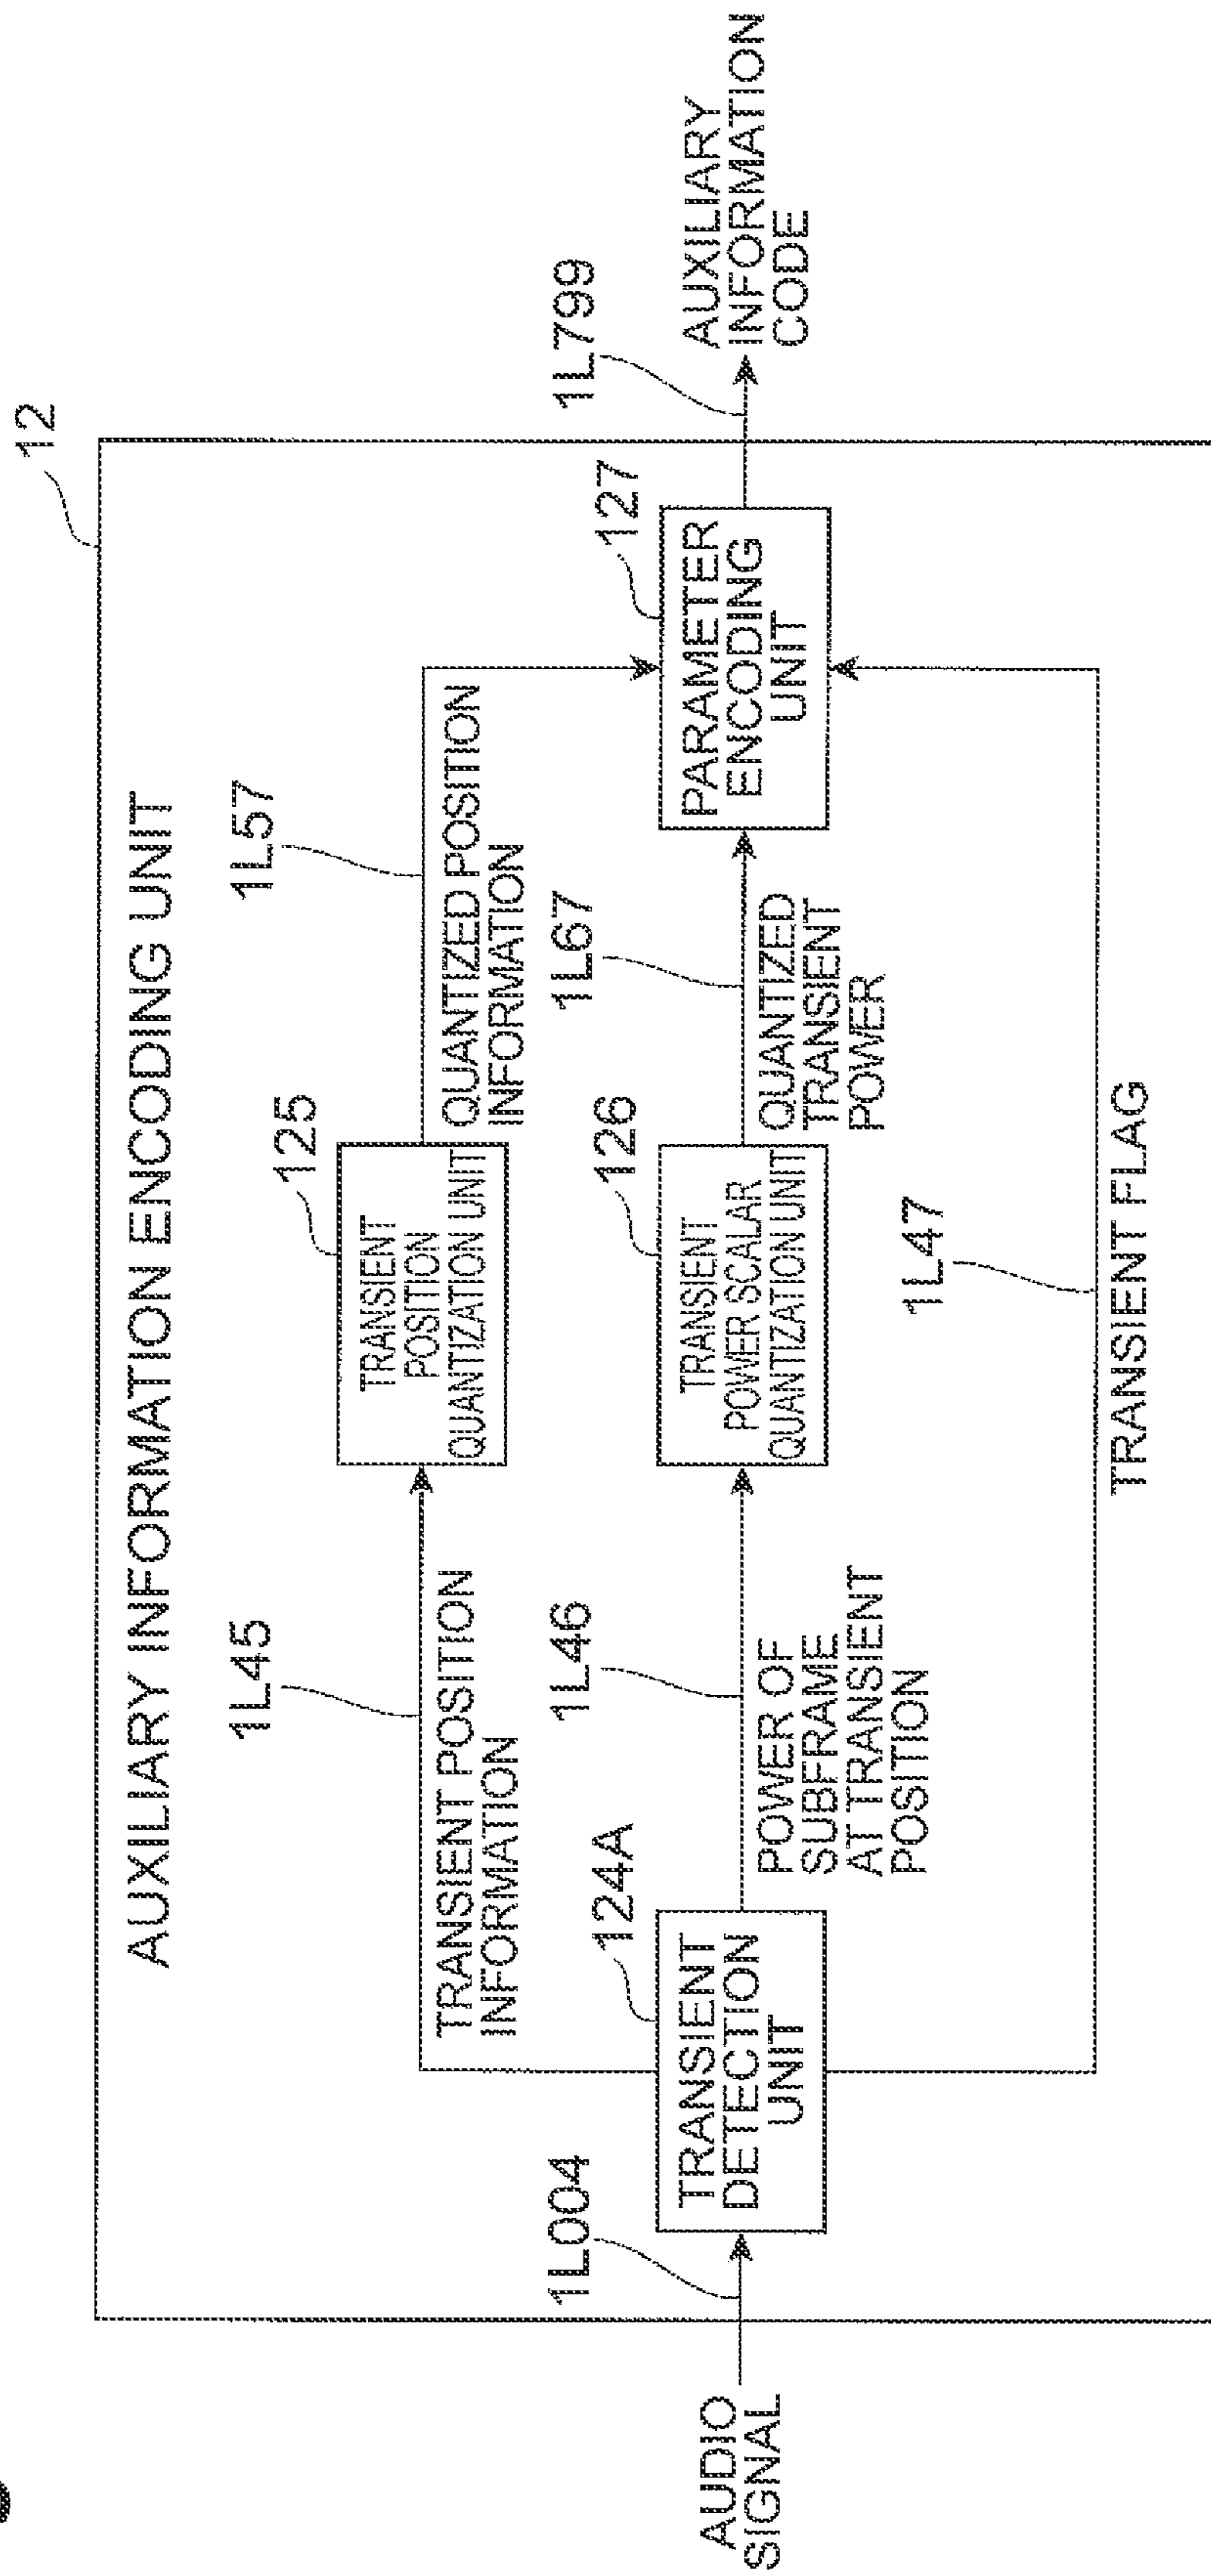 12
AUXILIARY INFORMATION ENCODING UNIT
1L45
TRANSIENT POSITION
INFORMATION
125
TRANSIENT
POSITION
QUANTIZATION UNIT
1L57
QUANTIZED POSITION
INFORMATION
AUDIO
SIGNAL
1L004
124A
TRANSIENT
DETECTION
UNIT
1L46
POWER OF
SUBFRAME
AT TRANSIENT
POSITION
126
TRANSIENT
POWER SCALAR
QUANTIZATION UNIT
1L67
QUANTIZED
TRANSIENT
POWER
127
PARAMETER
ENCODING
UNIT
1L799
AUXILIARY
INFORMATION
CODE
1L47
TRANSIENT FLAG